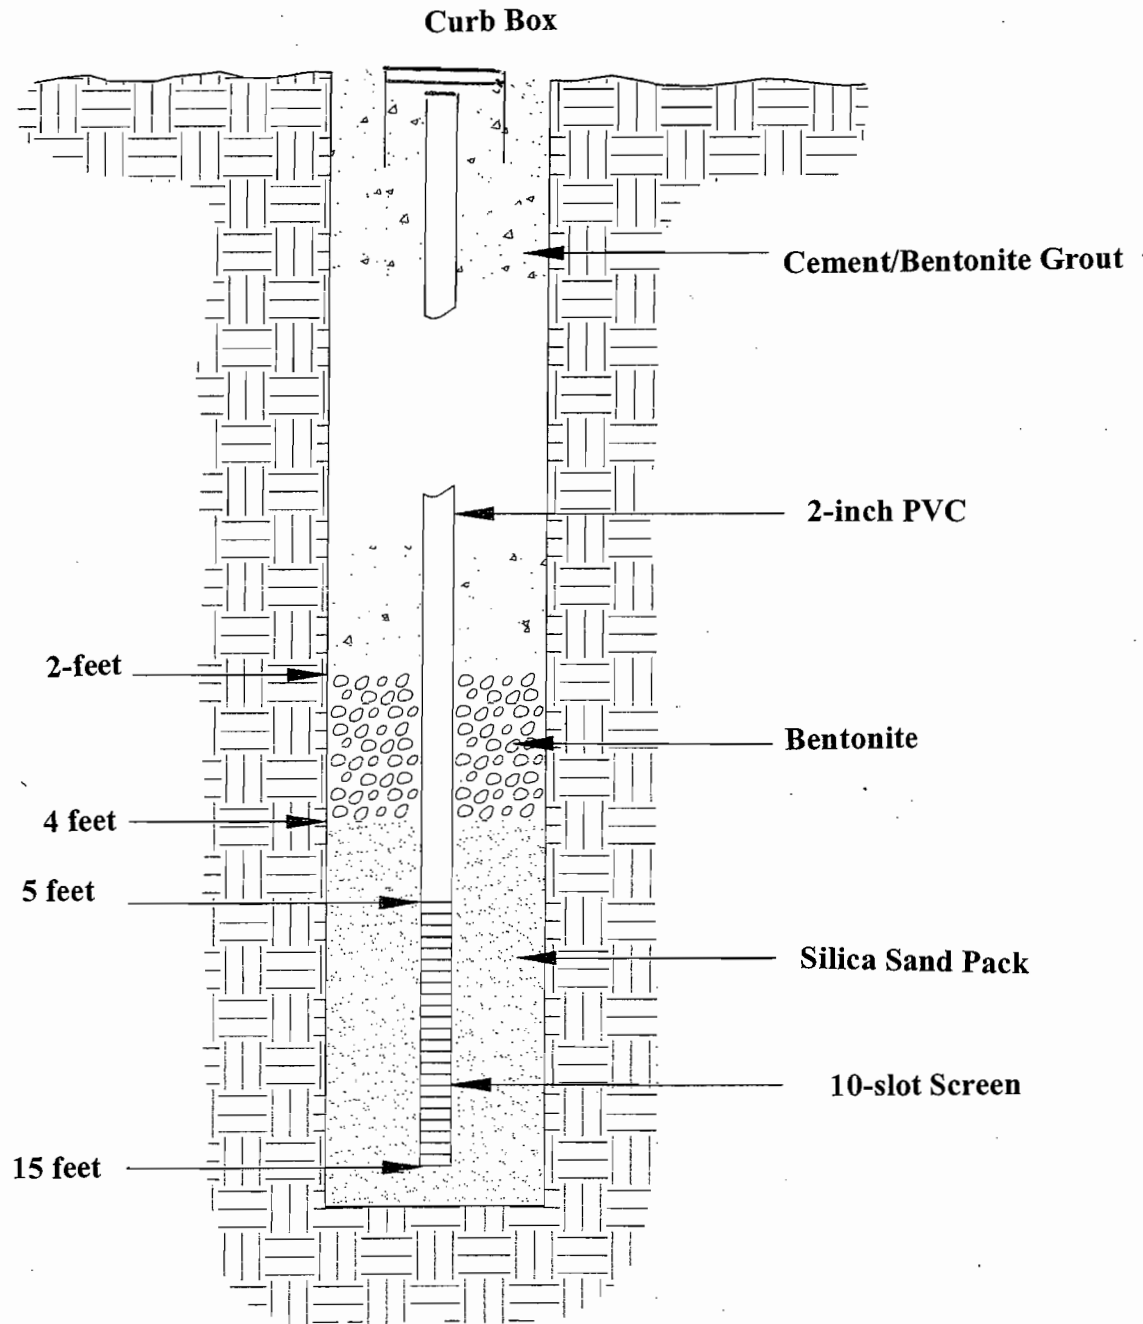 Curb Box
Cement/Bentonite Grout
2-inch PVC
2-feet
Bentonite
4 feet
5 feet
Silica Sand Pack
10-slot Screen
15 feet